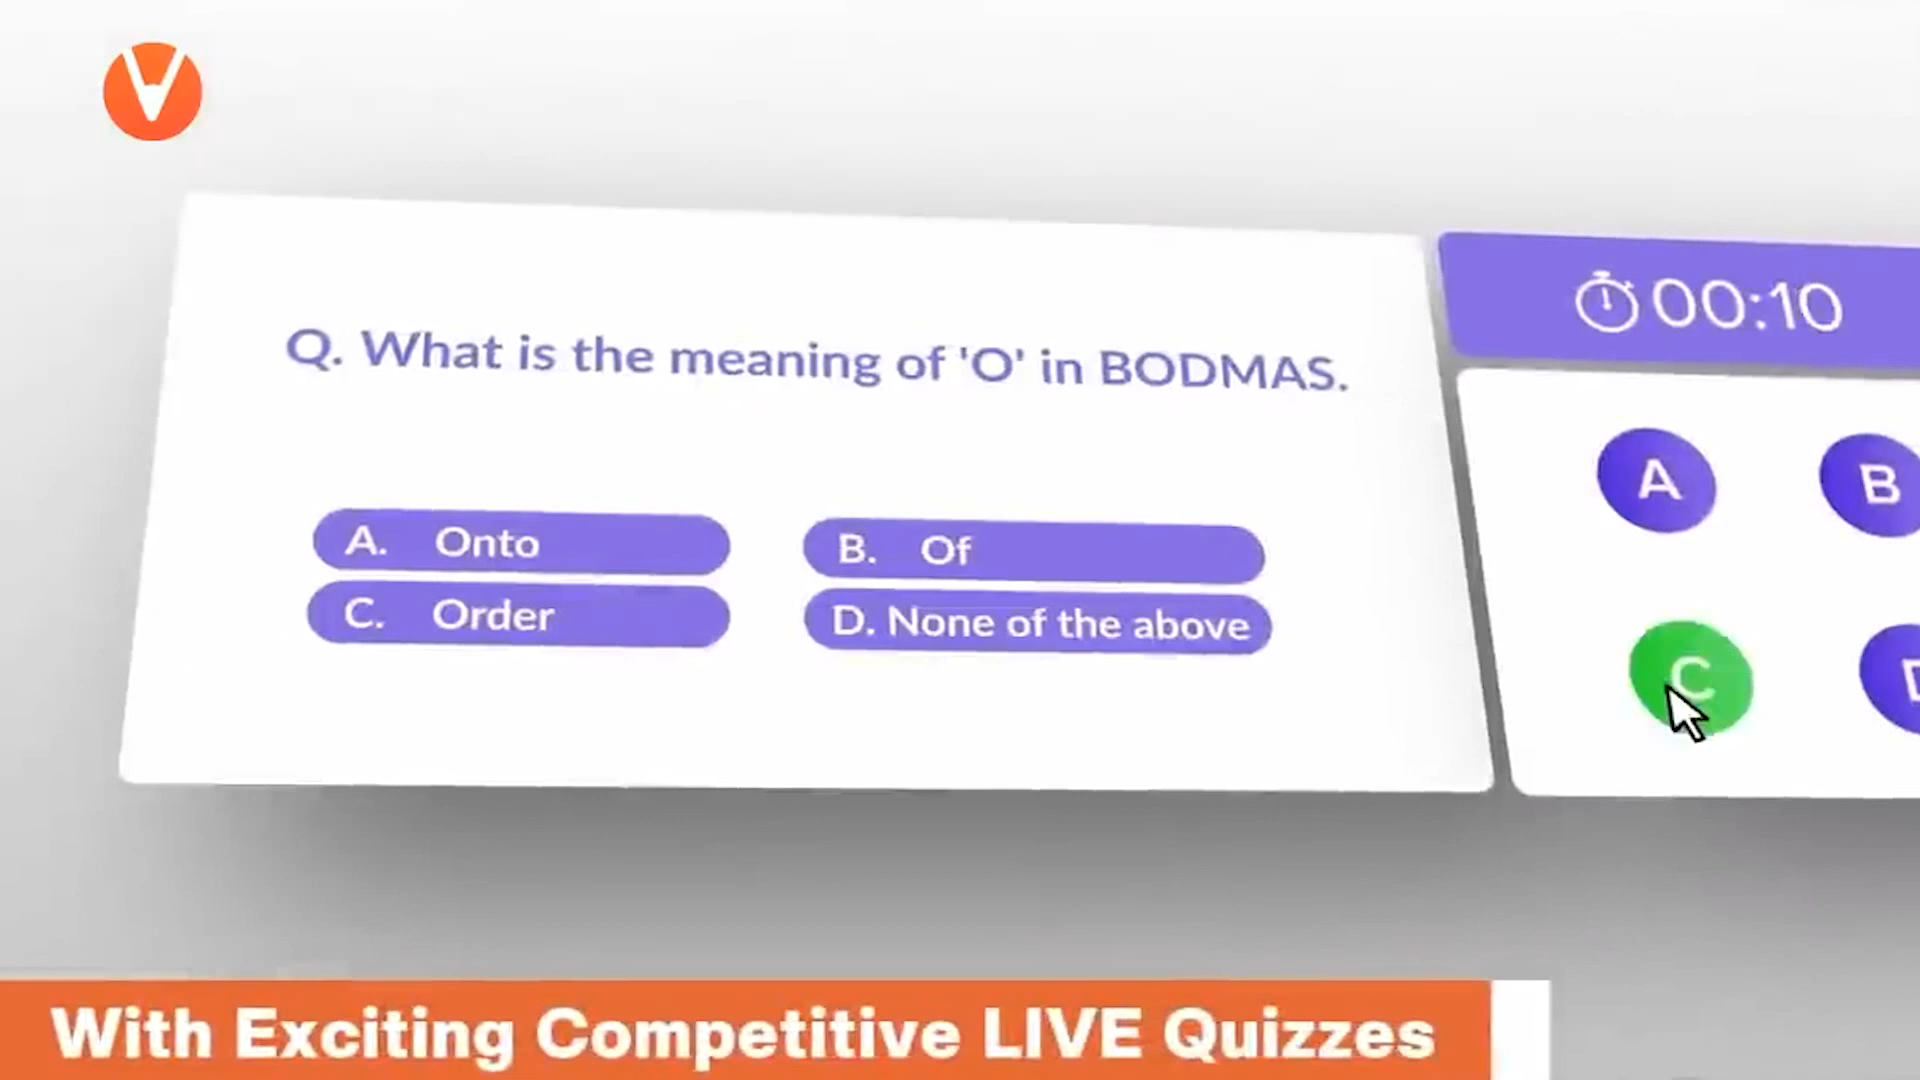 Q. What is the meaning of 'O' in BODMAS.
A. Onto
B. Of
C. Order
D. None of the above
00:10
A
B
C
D
With Exciting Competitive LIVE Quizzes